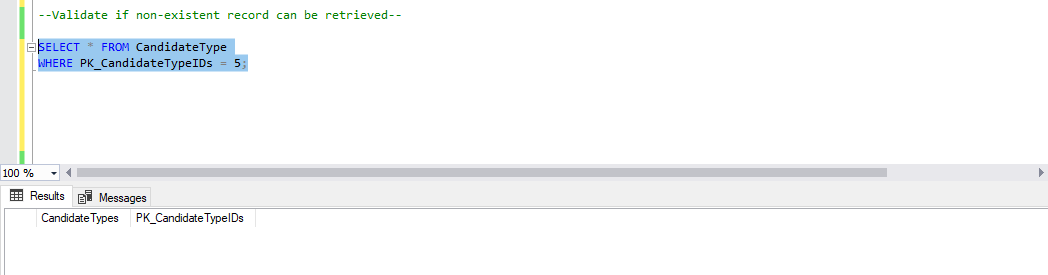 --Validate if non-existent record can be retrieved--
SELECT * FROM CandidateType
WHERE PK_CandidateTypeIDs = 5;
100 %
Results Messages
CandidateTypes PK_CandidateTypeIDs